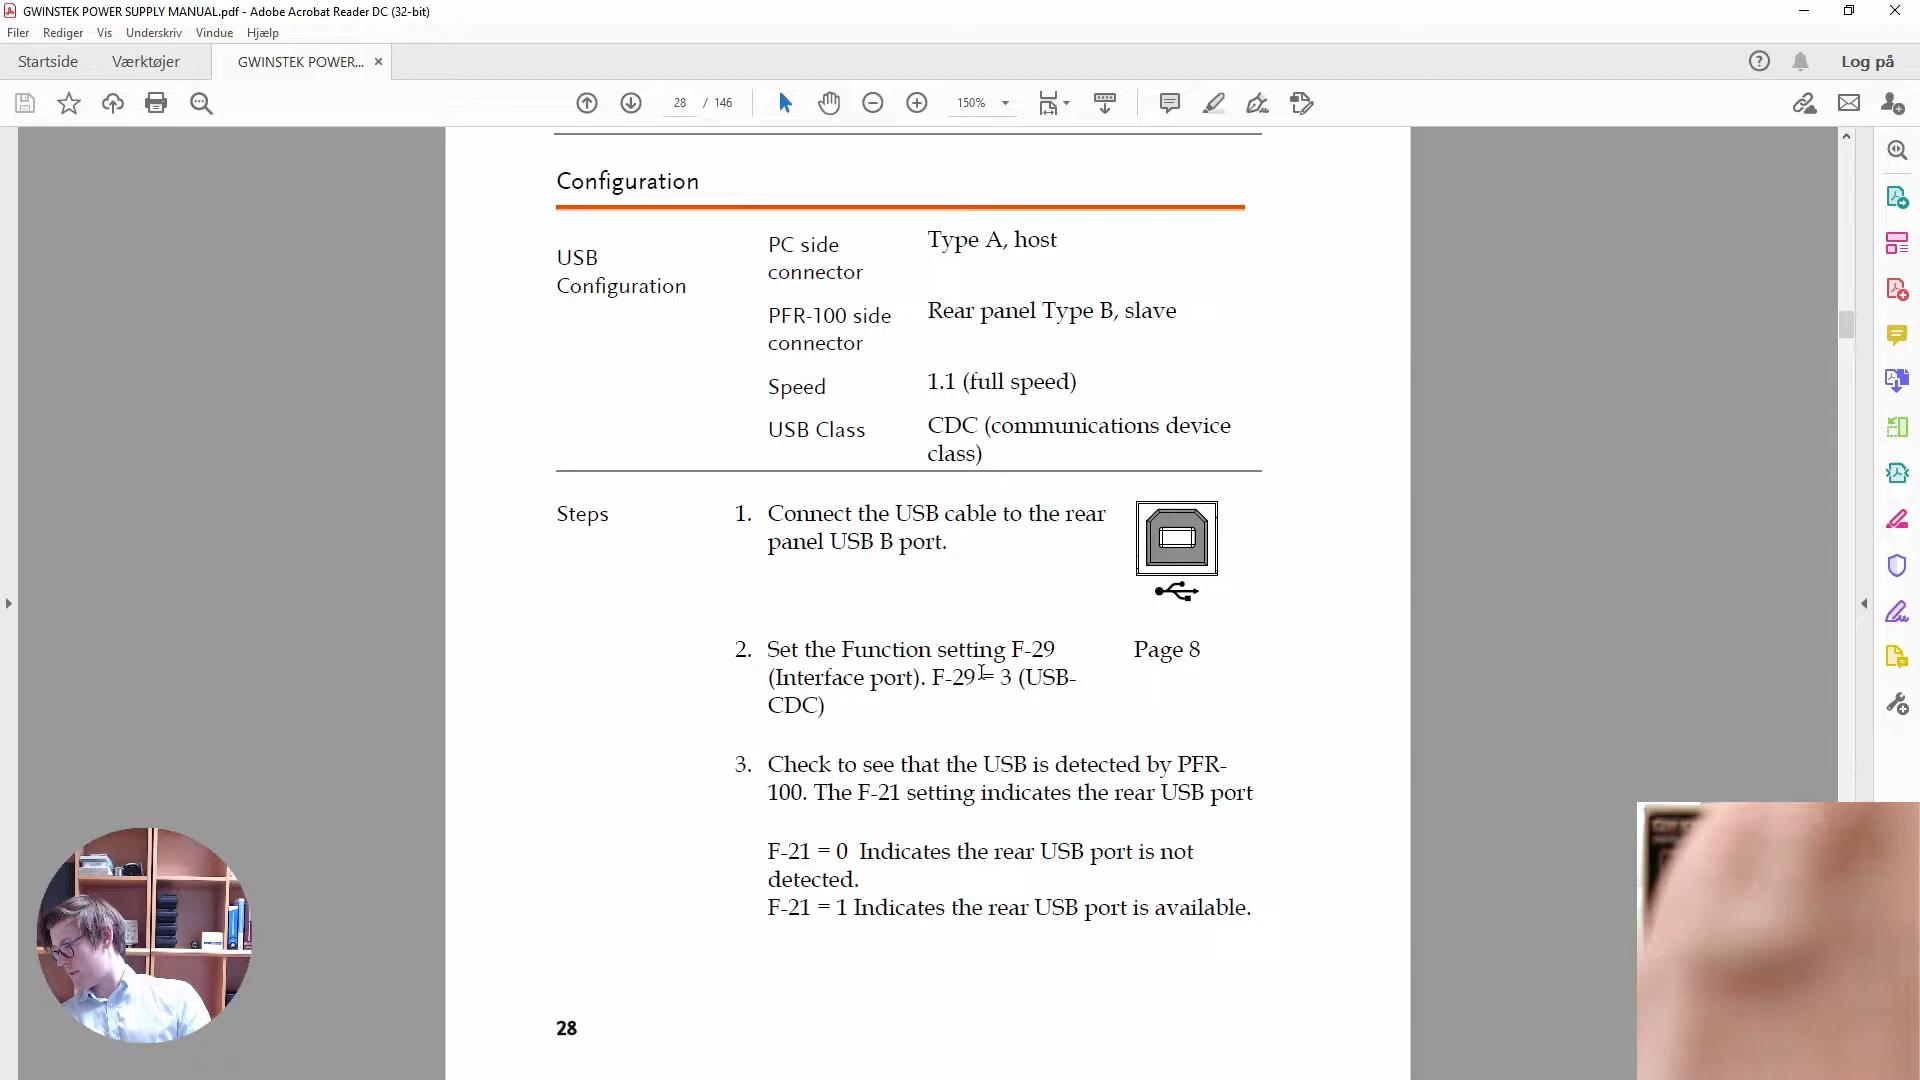 GWINSTEK POWER SUPPLY MANUAL.pdf - Adobe Acrobat Reader DC (32-bit)
Filer Rediger Vis Underskriv Vindue Hjælp
Startside Værktøjer GWINSTEK POWER... × Log på
28 / 146 150%
Configuration
USB
Configuration
PC side
connector
Type A, host
PFR-100 side
connector
Rear panel Type B, slave
Speed 1.1 (full speed)
USB Class CDC (communications device
class)
Steps 1. Connect the USB cable to the rear
panel USB B port.
2. Set the Function setting F-29 Page 8
(Interface port). F-29 = 3 (USB-
CDC)
3. Check to see that the USB is detected by PFR-
100. The F-21 setting indicates the rear USB port
F-21 = 0 Indicates the rear USB port is not
detected.
F-21 = 1 Indicates the rear USB port is available.
28